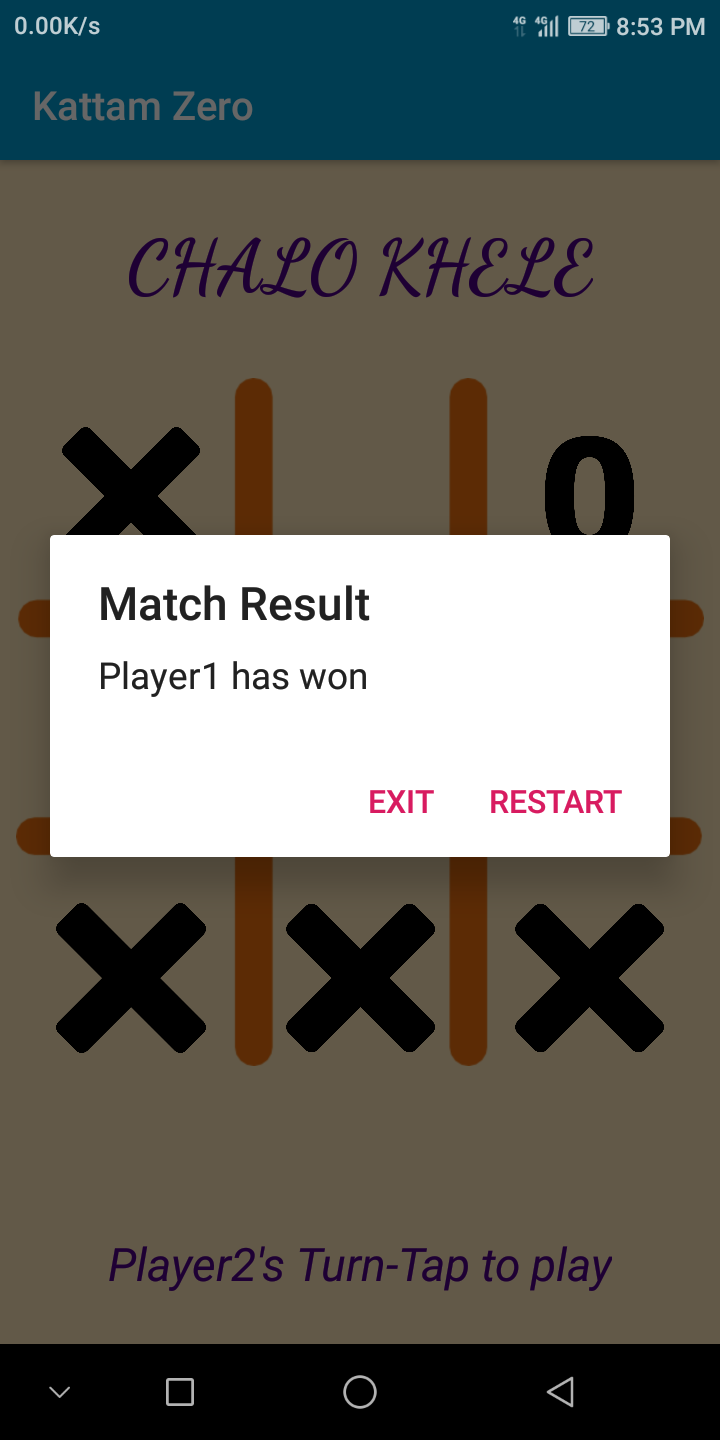 0.00K/s 4G 4G 72 8:53 PM
Kattam Zero
CHALO KHELE
X 0
Match Result
Player1 has won
EXIT RESTART
X X X
Player2's Turn-Tap to play